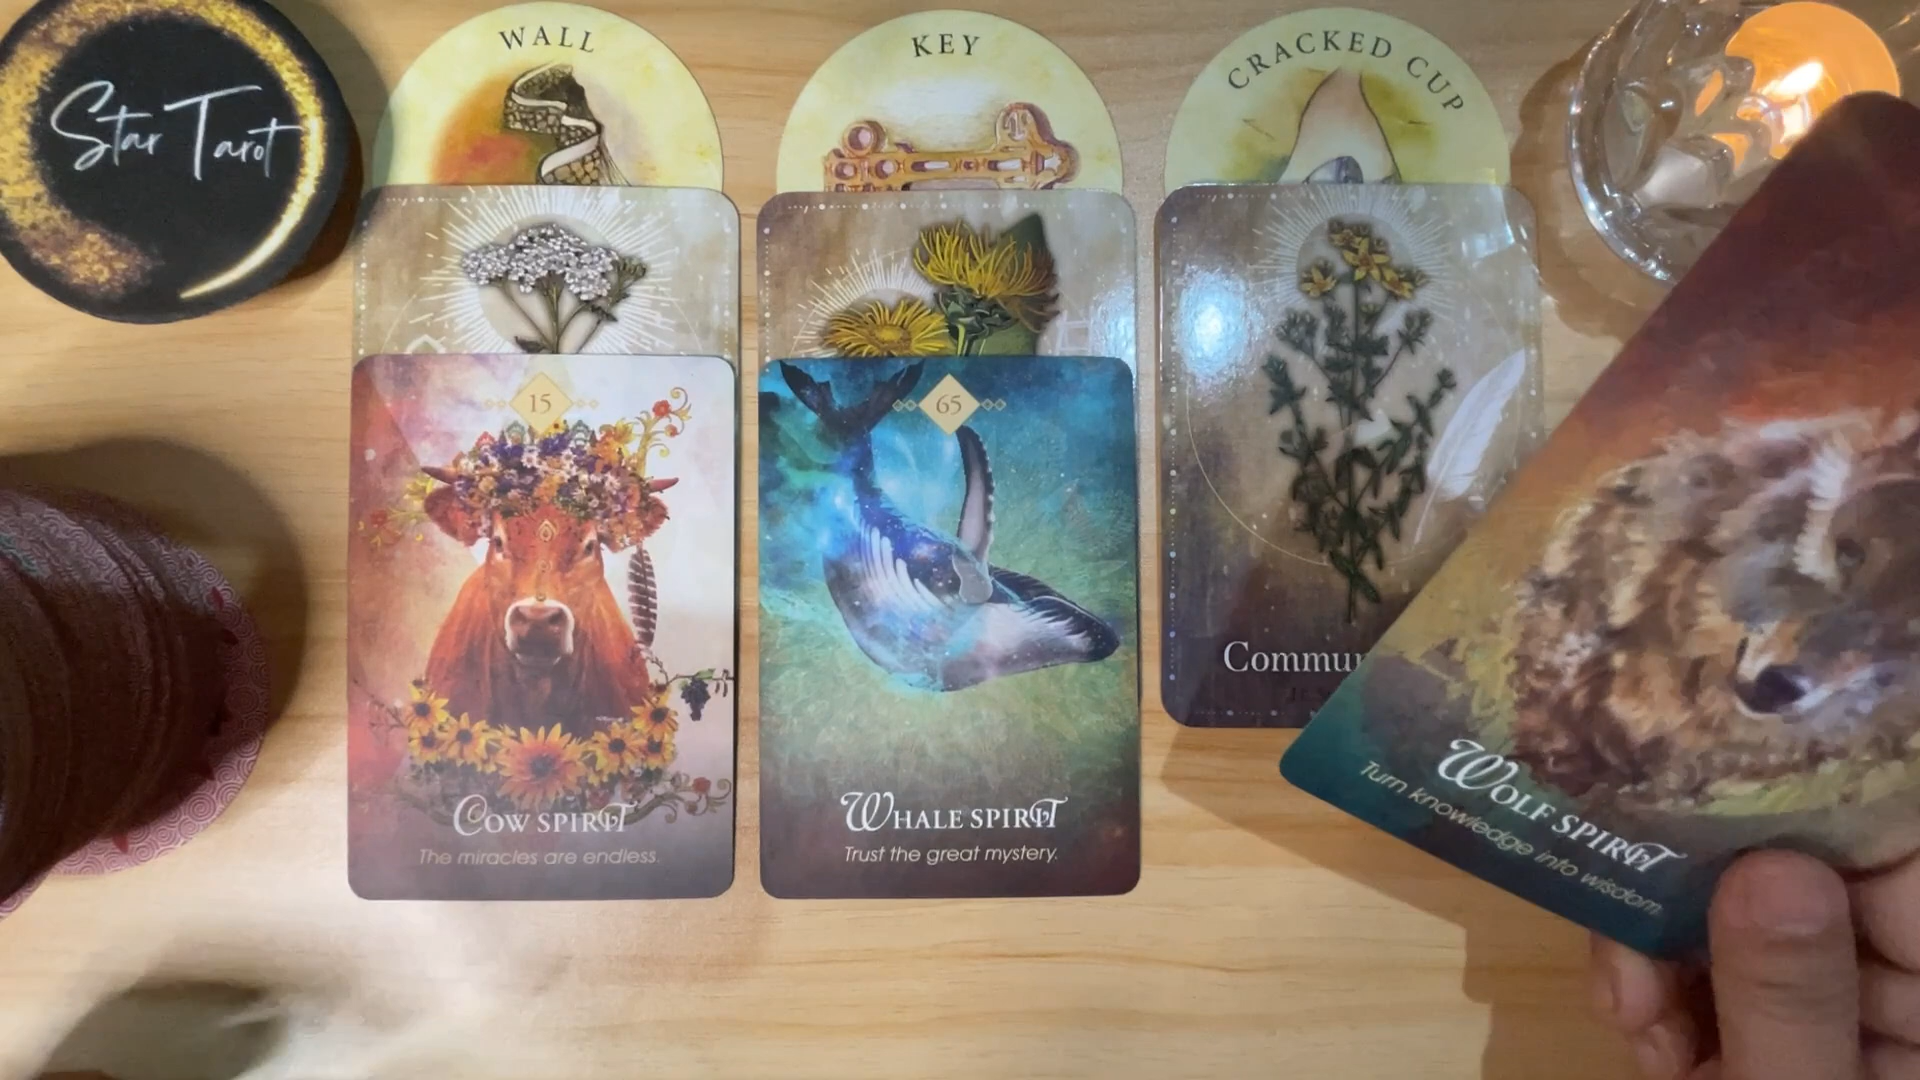 Star Tarot
WALL
KEY
CRACKED CUP
15
65
COW SPIRIT
The miracles are endless.
WHALE SPIRIT
Trust the great mystery.
WOLF SPIRIT
Turn knowledge into wisdom.